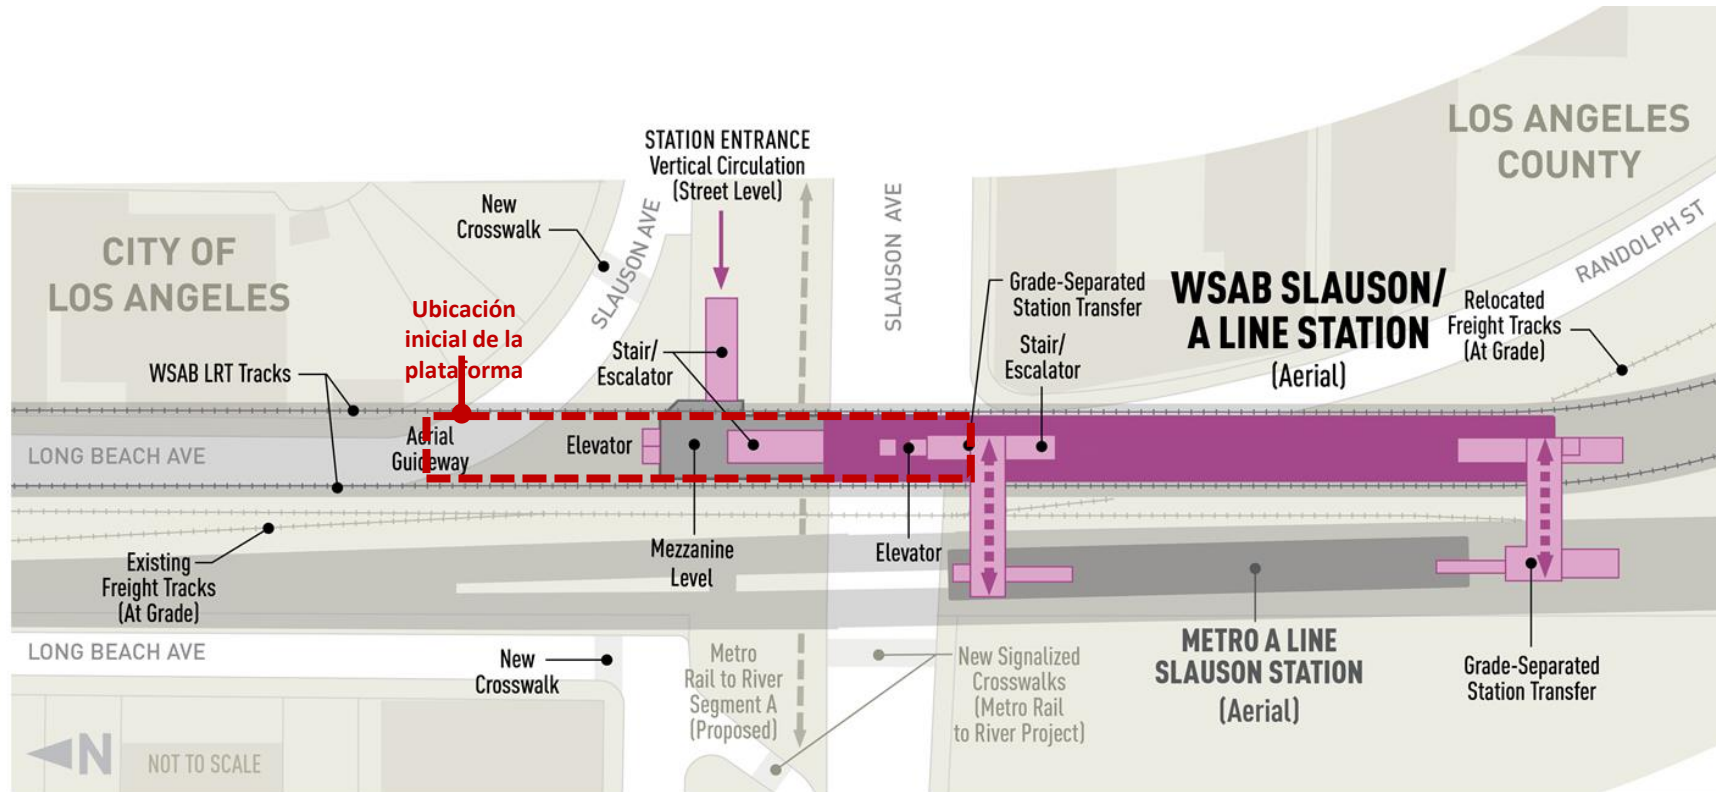 LOS ANGELES
COUNTY
STATION ENTRANCE
Vertical Circulation
(Street Level)
New
Crosswalk
SLAUSON AVE
SLAUSON AVE
RANDOLPH ST
CITY OF
LOS ANGELES
Ubicación
inicial de la
plataforma
Grade-Separated
Station Transfer
WSAB SLAUSON/
A LINE STATION
(Aerial)
Relocated
Freight Tracks
(At Grade)
Stair/
Escalator
Stair/
Escalator
WSAB LRT Tracks
LONG BEACH AVE
Aerial
Guideway
Elevator
Existing
Freight Tracks
(At Grade)
Mezzanine
Level
Elevator
LONG BEACH AVE
New
Crosswalk
Metro
Rail to River
Segment A
(Proposed)
New Signalized
Crosswalks
(Metro Rail
to River Project)
METRO A LINE
SLAUSON STATION
(Aerial)
Grade-Separated
Station Transfer
N
NOT TO SCALE